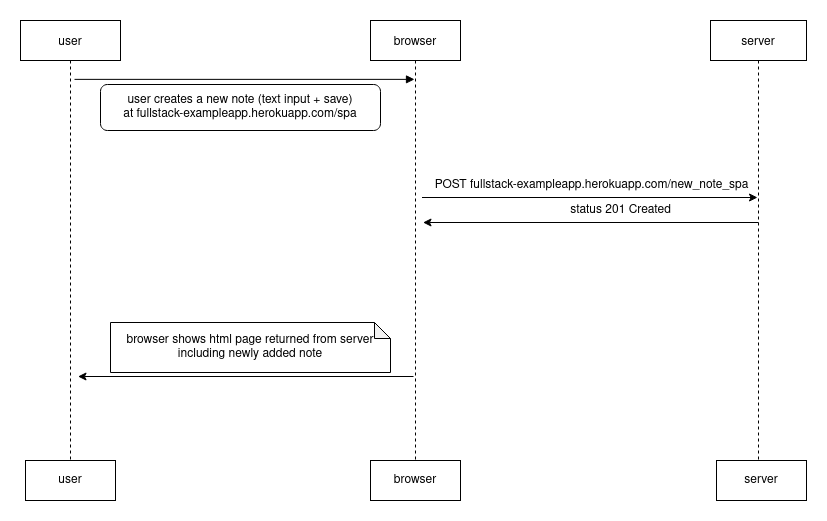 user
browser
server
user creates a new note (text input + save)
at fullstack-exampleapp.herokuapp.com/spa
POST fullstack-exampleapp.herokuapp.com/new_note_spa
status 201 Created
browser shows html page returned from server
including newly added note
user
browser
server